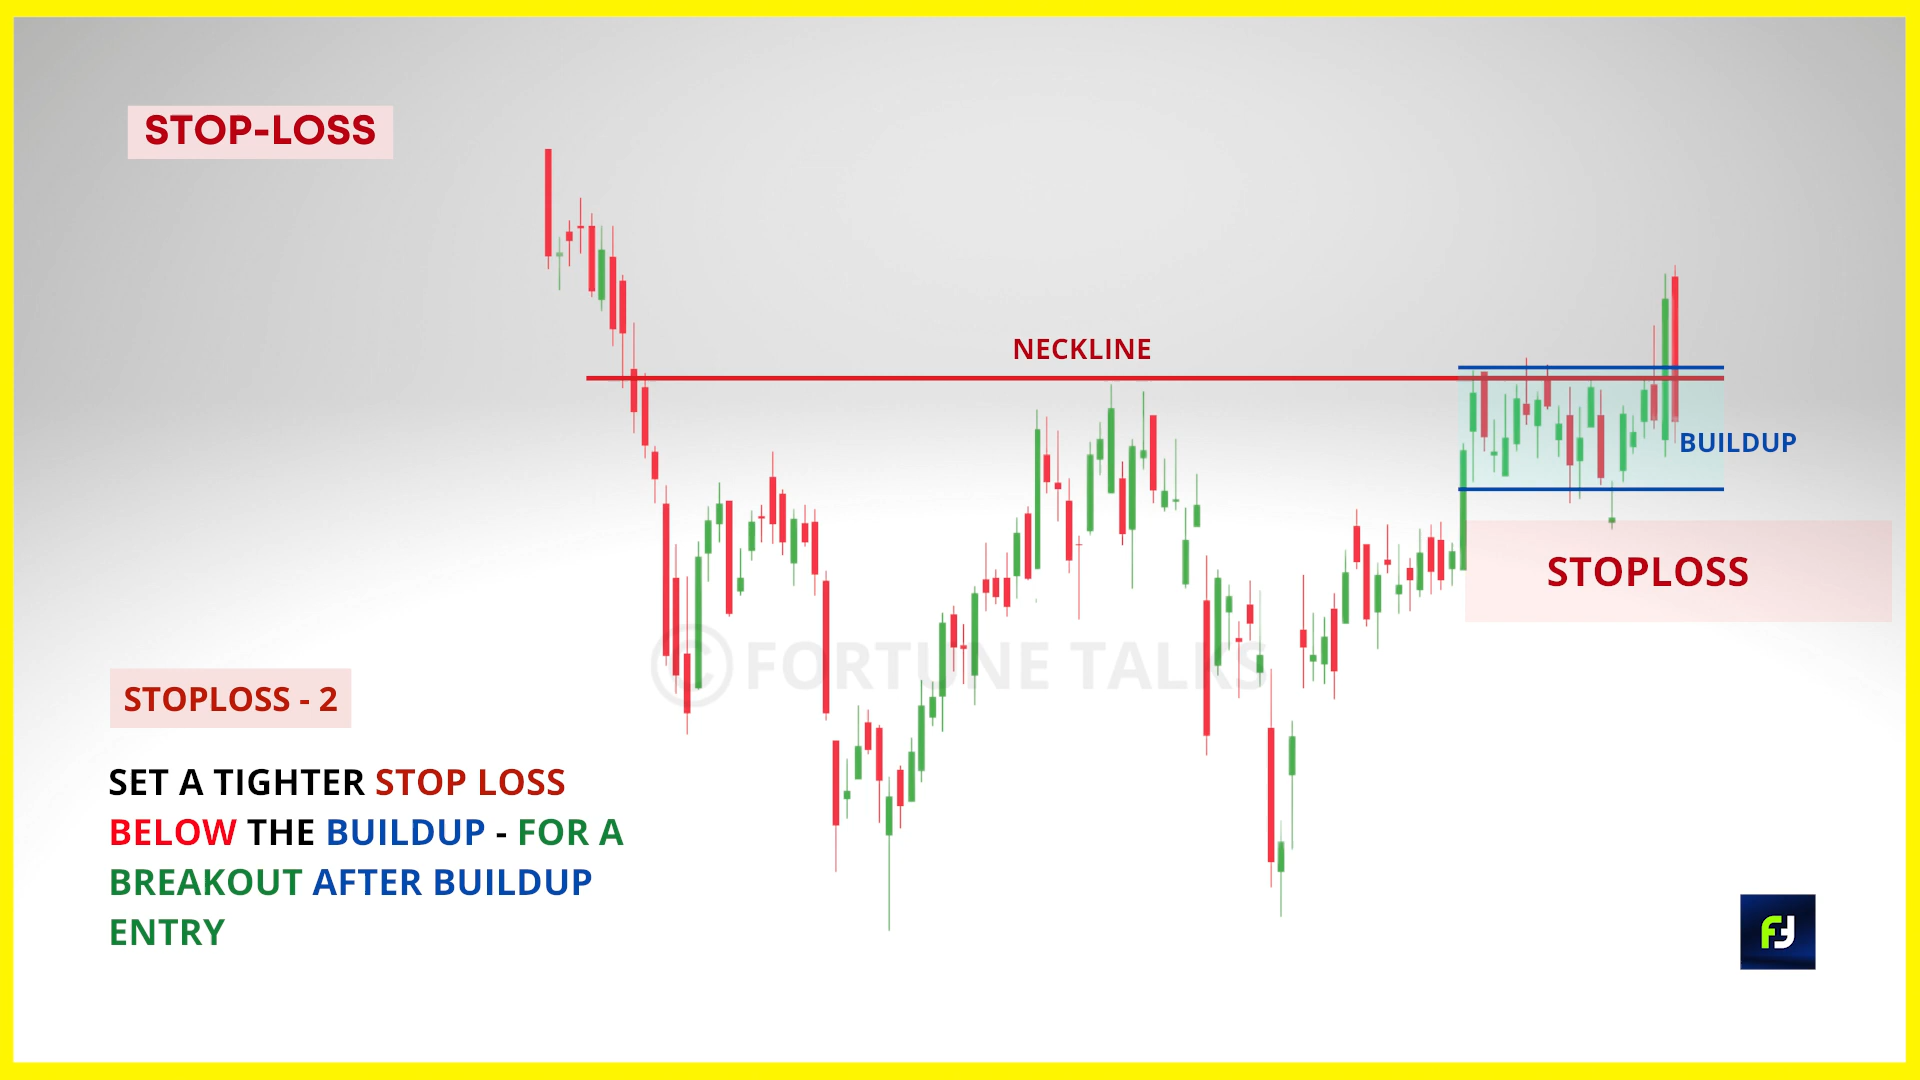 STOP-LOSS
NECKLINE
BUILDUP
STOPLOSS
© FORTUNE TALKS
STOPLOSS - 2
SET A TIGHTER STOP LOSS
BELOW THE BUILDUP - FOR A
BREAKOUT AFTER BUILDUP
ENTRY